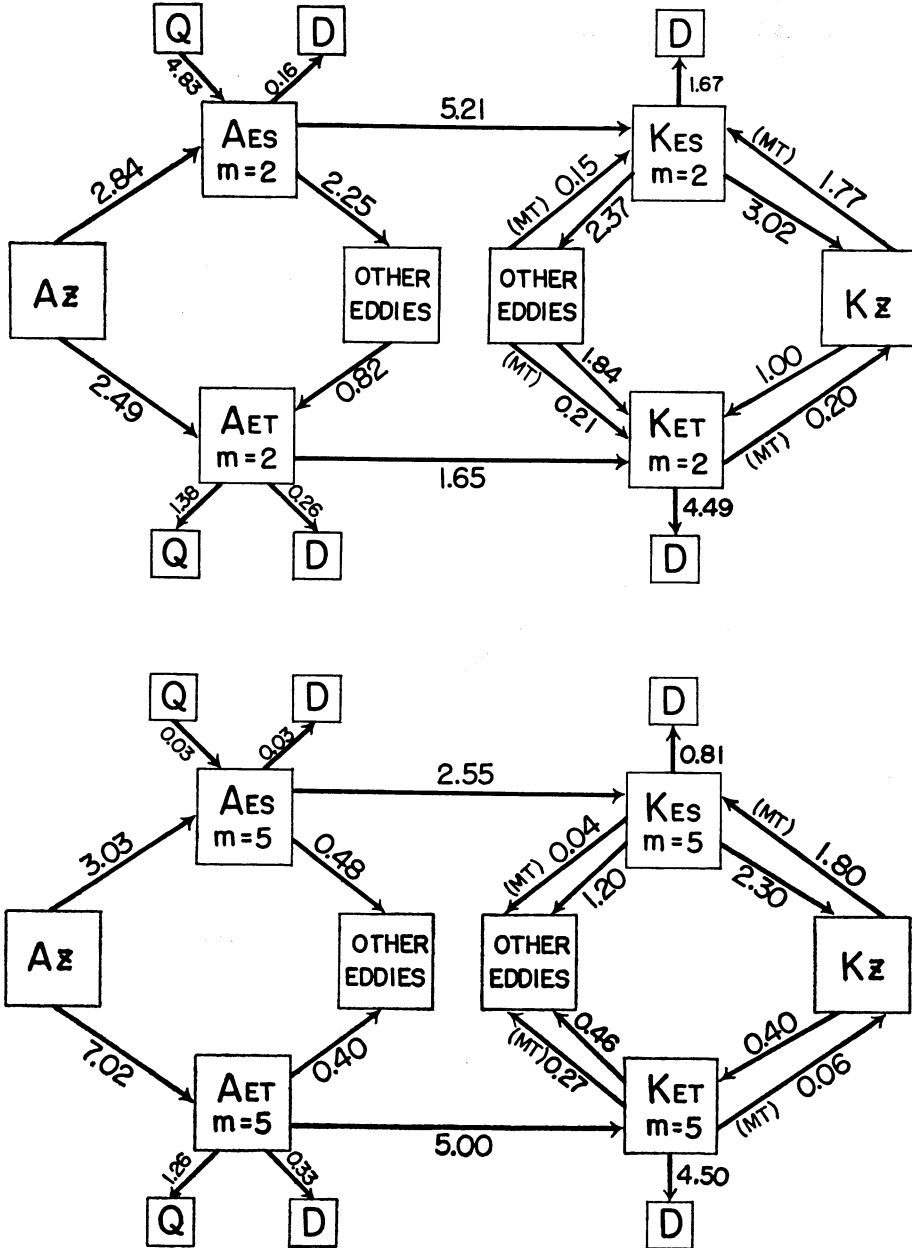 Q D D
4.83 0.16 1.67
AES m=2
5.21
KES m=2
(MT)
2.84
2.25
(MT) 0.15
2.37
3.02
1.77
Az
OTHER EDDIES
OTHER EDDIES
Kz
2.49
0.82
(MT) 0.21
1.84
1.00
(MT) 0.20
AET m=2
1.65
KET m=2
1.38 0.26 4.49
Q D D
Q D D
0.03 0.03 0.81
AES m=5
2.55
KES m=5
(MT)
3.03
0.48
(MT) 0.04
1.20
2.30
1.80
Az
OTHER EDDIES
OTHER EDDIES
Kz
7.02
0.40
(MT) 0.27
0.46
0.40
(MT) 0.06
AET m=5
5.00
KET m=5
1.26 0.33 4.50
Q D D